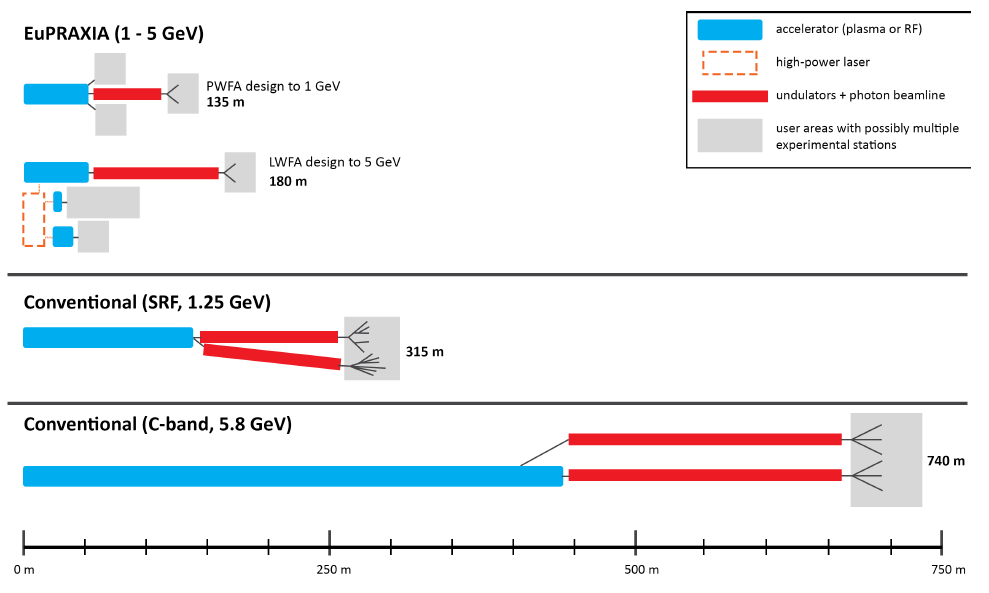 EuPRAXIA (1 - 5 GeV)
accelerator (plasma or RF)
high-power laser
undulators + photon beamline
user areas with possibly multiple
experimental stations
PWFA design to 1 GeV
135 m
LWFA design to 5 GeV
180 m
Conventional (SRF, 1.25 GeV)
315 m
Conventional (C-band, 5.8 GeV)
740 m
0 m
250 m
500 m
750 m